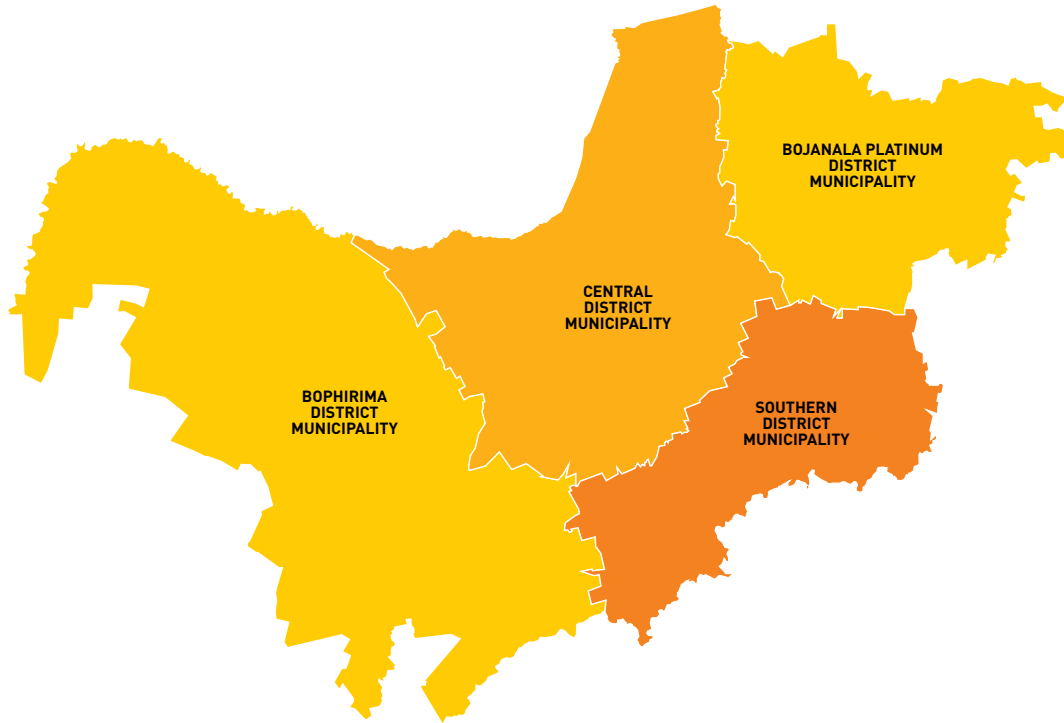 BOJANALA PLATINUM
DISTRICT
MUNICIPALITY
CENTRAL
DISTRICT
MUNICIPALITY
BOPHIRIMA
DISTRICT
MUNICIPALITY
SOUTHERN
DISTRICT
MUNICIPALITY